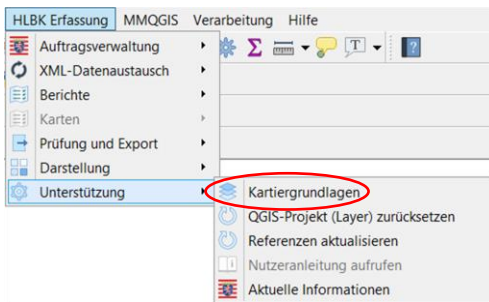 HLBK Erfassung MMQGIS Verarbeitung Hilfe
Auftragsverwaltung
XML-Datenaustausch
Berichte
Karten
Prüfung und Export
Darstellung
Unterstützung
Kartiergrundlagen
QGIS-Projekt (Layer) zurücksetzen
Referenzen aktualisieren
Nutzeranleitung aufrufen
Aktuelle Informationen